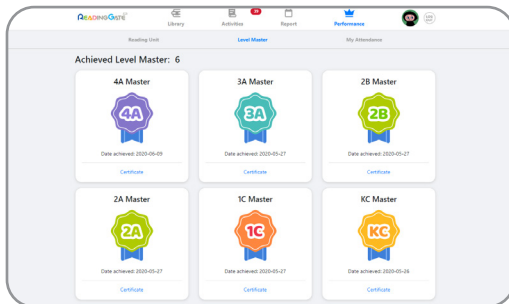 READINGGATE
Library
Activities
39
Report
Performance
Reading Unit
Level Master
My Attendance
Achieved Level Master: 6
4A Master
3A Master
2B Master
4A
3A
2B
Date achieved: 2020-06-09
Date achieved: 2020-05-27
Date achieved: 2020-05-27
Certificate
Certificate
Certificate
2A Master
1C Master
KC Master
2A
1C
KC
Date achieved: 2020-05-27
Date achieved: 2020-05-27
Date achieved: 2020-05-26
Certificate
Certificate
Certificate